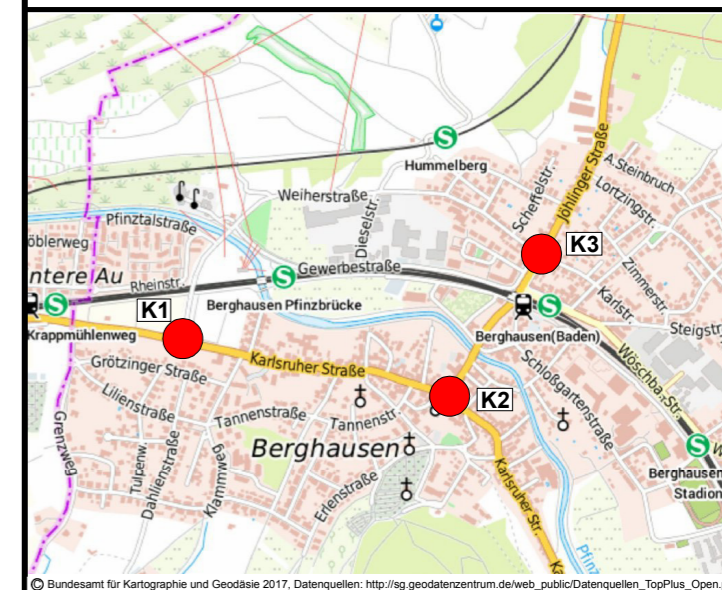 S
Hummelberg
A.Steinbruch
Lortzingstr.
Scheffelstr.
Jöhlinger Straße
Weiherstraße
Dieselstr.
Pfinztalstraße
öblerweg
K3
Zimmerstr.
Karlstr.
ntere Au
Rheinstr.
S
Gewerbestraße
Berghausen Pfinzbrücke
S
K1
S
Krappmühlenweg
Berghausen(Baden)
Steigstr
Wöschba.Str.
Karlsruher Straße
Grötzinger Straße
Schloßgartenstraße
Lilienstraße
K2
Tannenstraße
Tannenstr.
Grenzweg
Tulpenw.
Dahlienstraße
Klammweg
Berghausen
S
W
Erlenstraße
Karlsruher Str.
Berghausen
Stadion
Pfinz
Ka
© Bundesamt für Kartographie und Geodäsie 2017, Datenquellen: http://sg.geodatenzentrum.de/web_public/Datenquellen_TopPlus_Open.